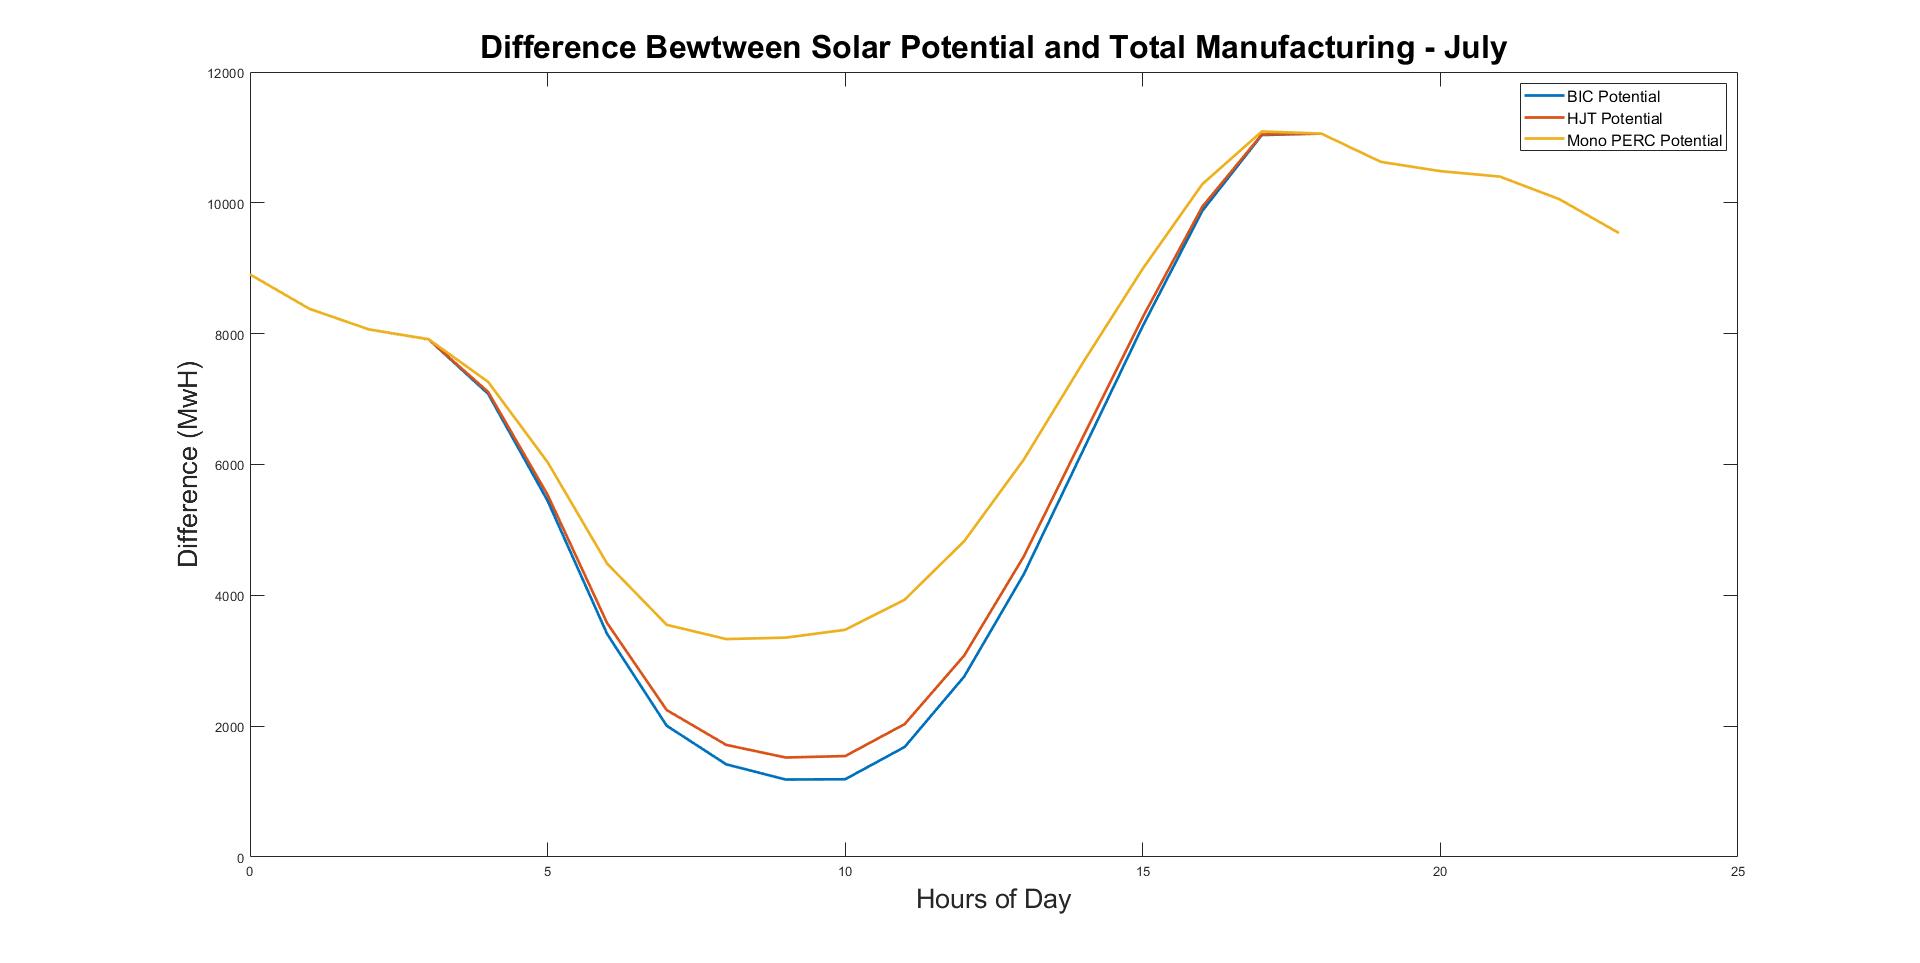 Difference Bewtween Solar Potential and Total Manufacturing - July
12000
10000
8000
6000
4000
2000
0
Difference (MwH)
BIC Potential
HJT Potential
Mono PERC Potential
0 5 10 15 20 25
Hours of Day